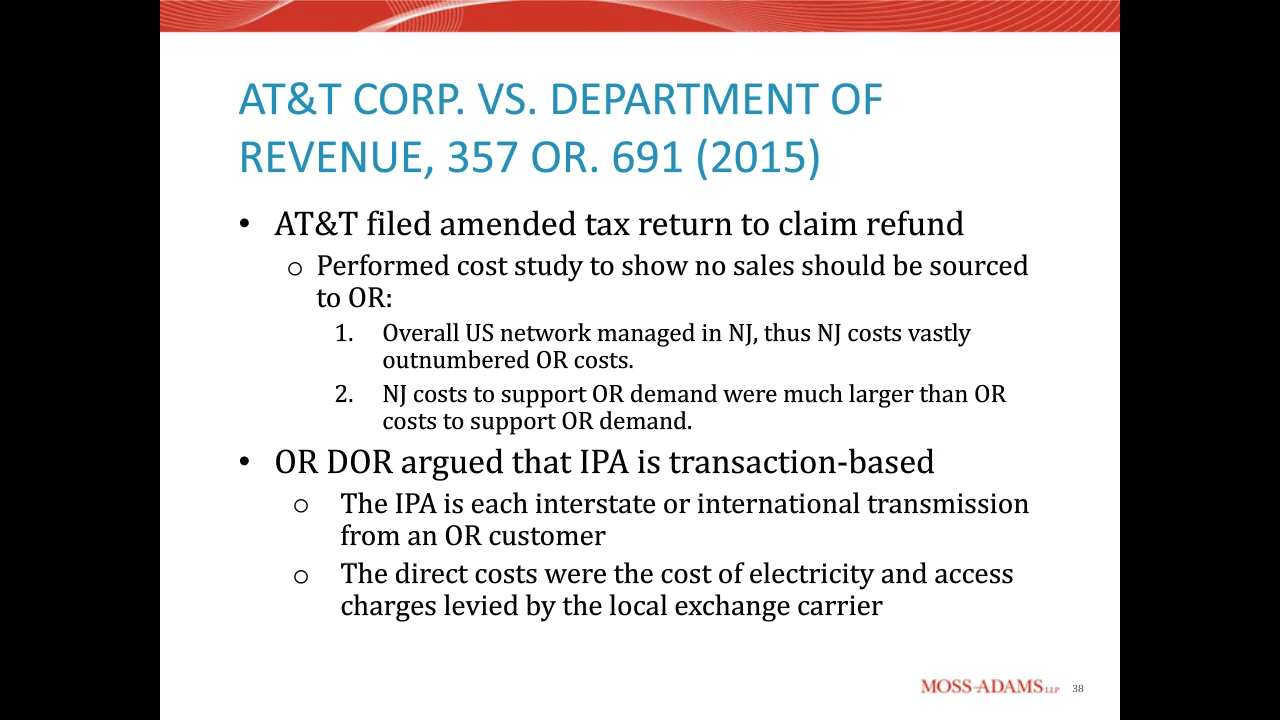 AT&T CORP. VS. DEPARTMENT OF
REVENUE, 357 OR. 691 (2015)
• AT&T filed amended tax return to claim refund
o Performed cost study to show no sales should be sourced
to OR:
1. Overall US network managed in NJ, thus NJ costs vastly
outnumbered OR costs.
2. NJ costs to support OR demand were much larger than OR
costs to support OR demand.
• OR DOR argued that IPA is transaction-based
o The IPA is each interstate or international transmission
from an OR customer
o The direct costs were the cost of electricity and access
charges levied by the local exchange carrier
MOSS-ADAMS LLP 38